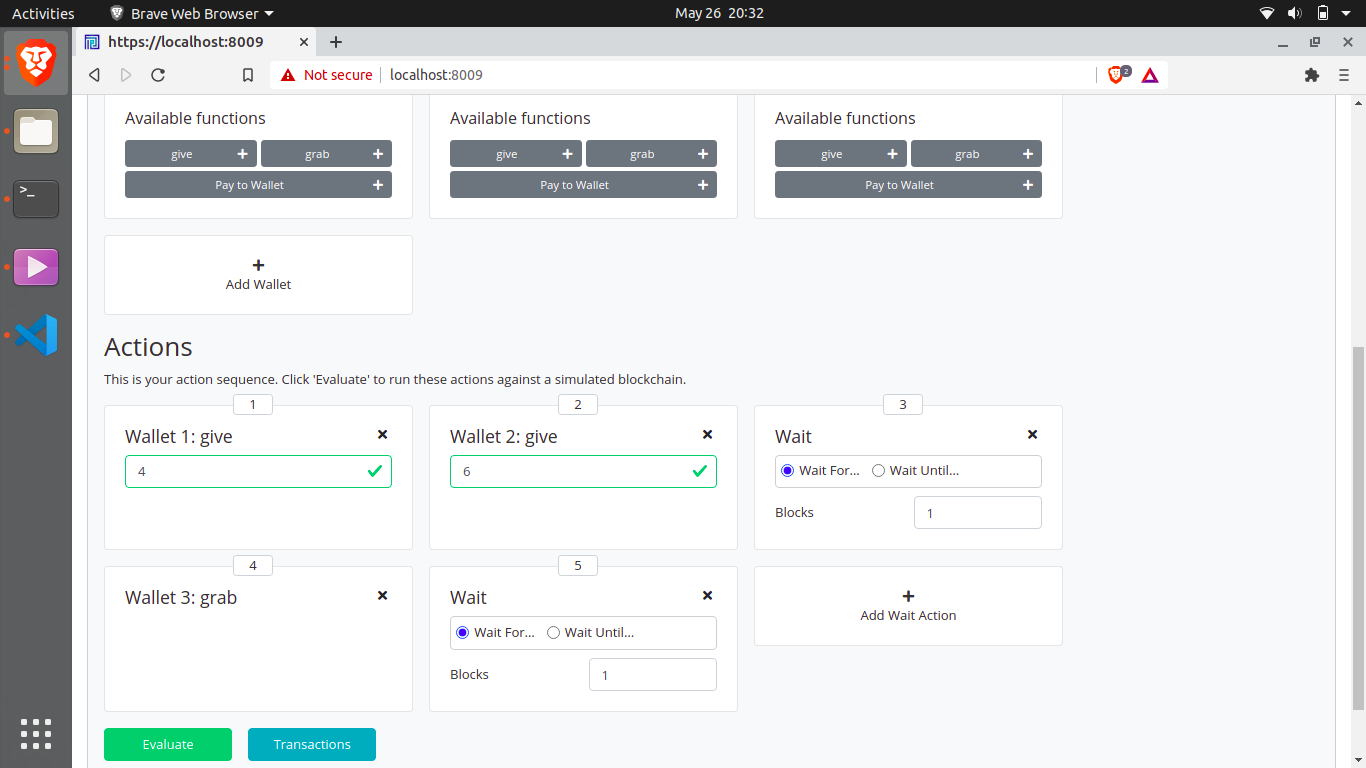 Activities Brave Web Browser May 26 20:32
https://localhost:8009
Not secure localhost:8009 2
Available functions Available functions Available functions
give grab give grab give grab
Pay to Wallet Pay to Wallet Pay to Wallet
Add Wallet
Actions
This is your action sequence. Click 'Evaluate' to run these actions against a simulated blockchain.
1 2 3
Wallet 1: give Wallet 2: give Wait
4 6 Wait For... Wait Until...
Blocks 1
4 5
Wallet 3: grab Wait
Add Wait Action
Wait For... Wait Until...
Blocks 1
Evaluate Transactions